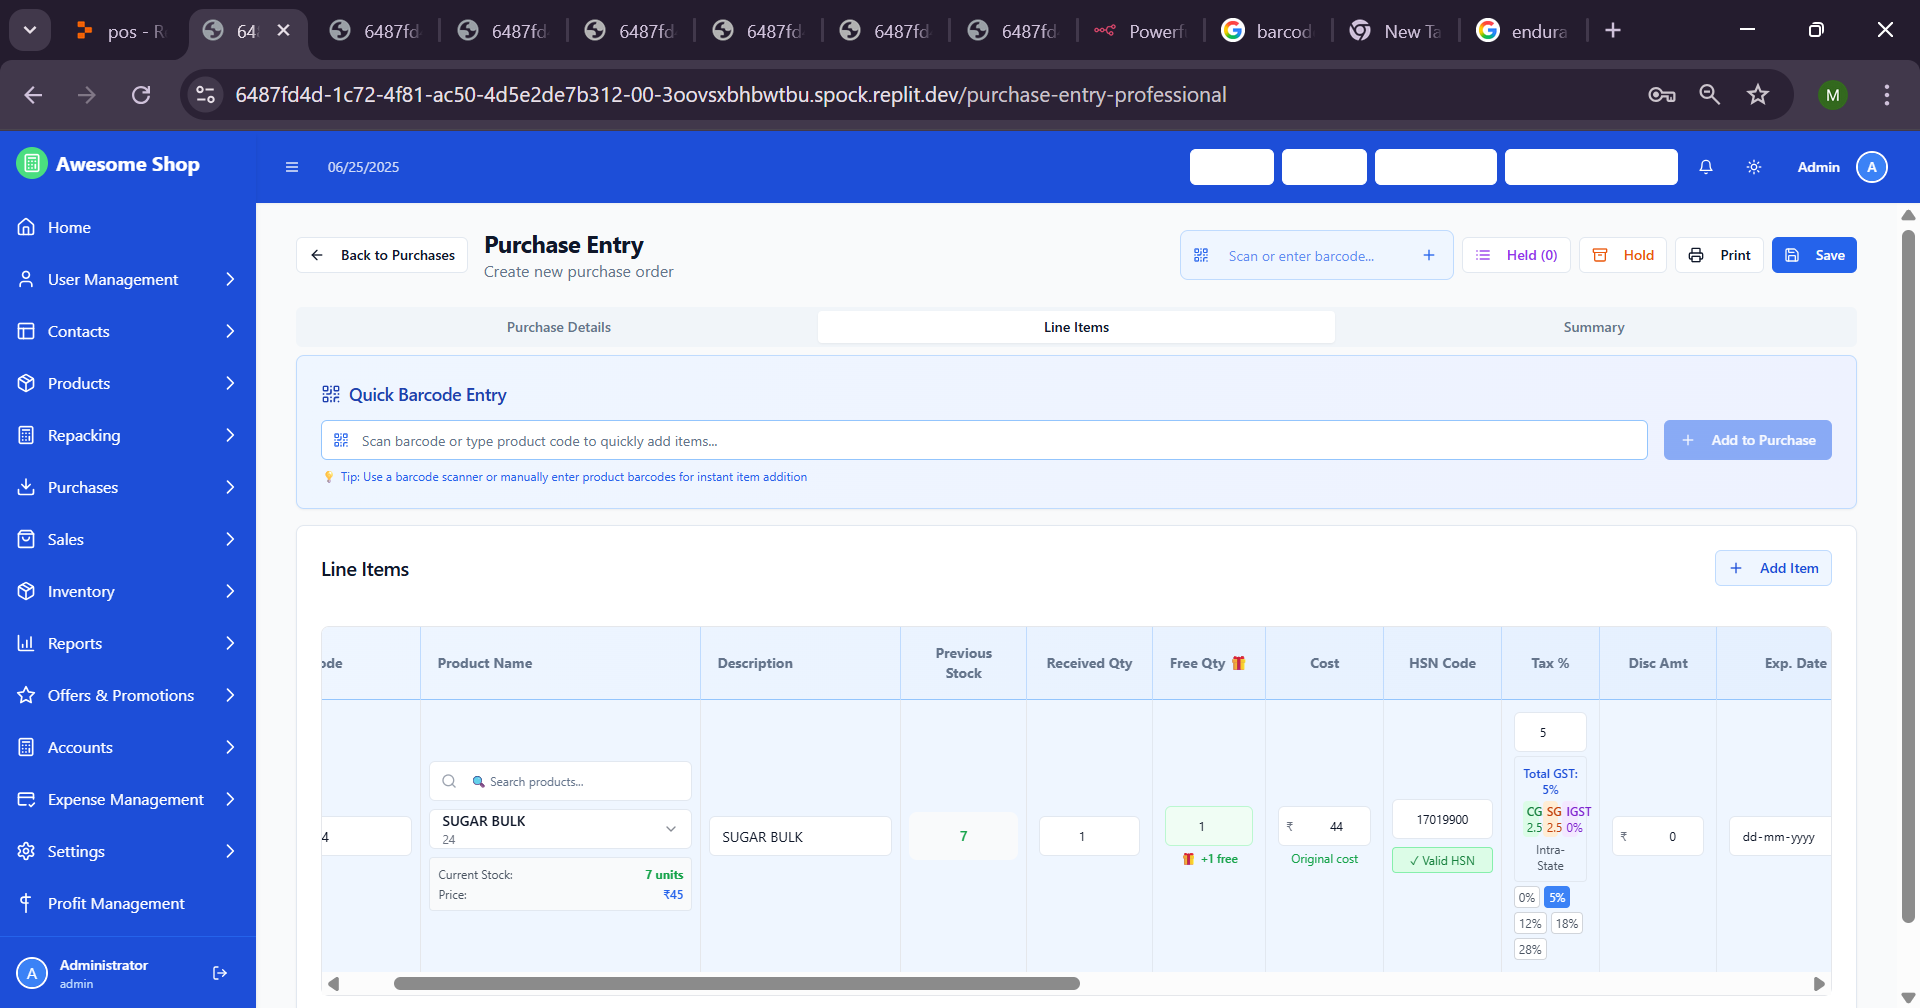 pos - R
64
6487fd
6487fd
6487fd
6487fd
6487fd
6487fd
Powerf
barcod
New Ta
endura
6487fd4d-1c72-4f81-ac50-4d5e2de7b312-00-3oovsxbhbwtbu.spock.replit.dev/purchase-entry-professional
M
Awesome Shop
06/25/2025
Admin
A
Home
User Management
Contacts
Products
Repacking
Purchases
Sales
Inventory
Reports
Offers & Promotions
Accounts
Expense Management
Settings
Profit Management
A
Administrator
admin
Back to Purchases
Purchase Entry
Create new purchase order
Scan or enter barcode...
Held (0)
Hold
Print
Save
Purchase Details
Line Items
Summary
Quick Barcode Entry
Scan barcode or type product code to quickly add items...
Add to Purchase
💡 Tip: Use a barcode scanner or manually enter product barcodes for instant item addition
Line Items
Add Item
ode
Product Name
Description
Previous
Stock
Received Qty
Free Qty 🎁
Cost
HSN Code
Tax %
Disc Amt
Exp. Date
4
🔍 Search products...
SUGAR BULK
24
Current Stock:
7 units
Price:
₹45
SUGAR BULK
7
1
1
🎁 +1 free
₹
44
Original cost
17019900
✓ Valid HSN
5
Total GST:
5%
CG SG IGST
2.5 2.5 0%
Intra-
State
0%
5%
12%
18%
28%
₹
0
dd-mm-yyyy